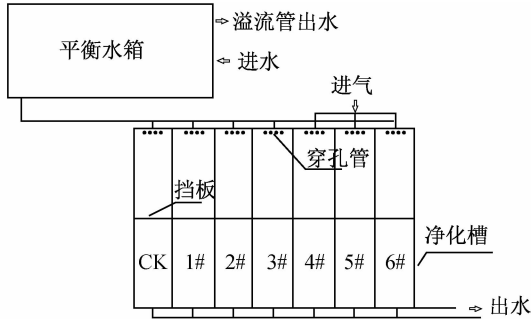 溢流管出水
平衡水箱
进水
进气
穿孔管
挡板
净化槽
CK 1# 2# 3# 4# 5# 6#
出水